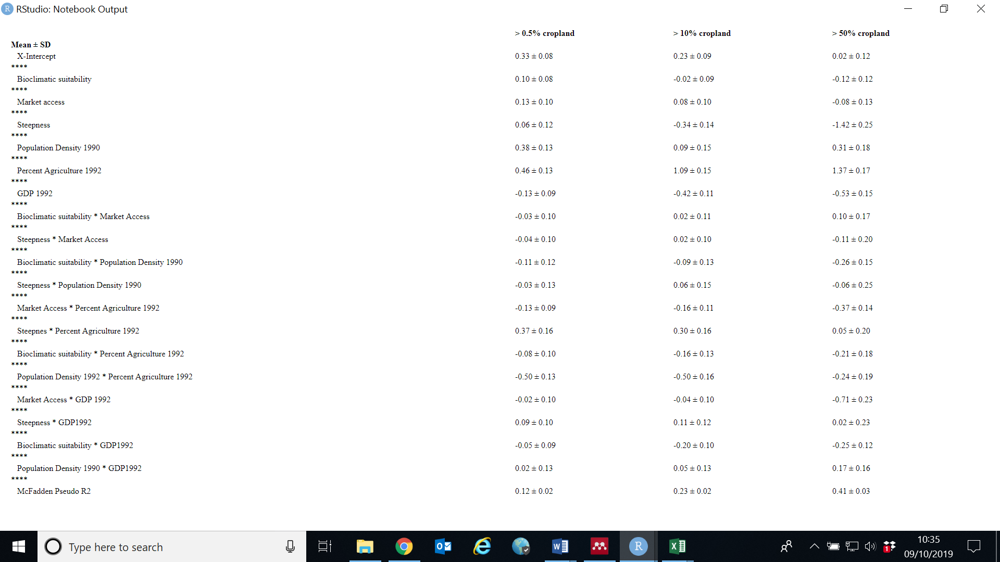 RStudio: Notebook Output
> 0.5% cropland > 10% cropland > 50% cropland
Mean ± SD
X-Intercept 0.33 ± 0.08 0.23 ± 0.09 0.02 ± 0.12
****
Bioclimatic suitability 0.10 ± 0.08 -0.02 ± 0.09 -0.12 ± 0.12
****
Market access 0.13 ± 0.10 0.08 ± 0.10 -0.08 ± 0.13
****
Steepness 0.06 ± 0.12 -0.34 ± 0.14 -1.42 ± 0.25
****
Population Density 1990 0.38 ± 0.13 0.09 ± 0.15 0.31 ± 0.18
****
Percent Agriculture 1992 0.46 ± 0.13 1.09 ± 0.15 1.37 ± 0.17
****
GDP 1992 -0.13 ± 0.09 -0.42 ± 0.11 -0.53 ± 0.15
****
Bioclimatic suitability * Market Access -0.03 ± 0.10 0.02 ± 0.11 0.10 ± 0.17
****
Steepness * Market Access -0.04 ± 0.10 0.02 ± 0.10 -0.11 ± 0.20
****
Bioclimatic suitability * Population Density 1990 -0.11 ± 0.12 -0.09 ± 0.13 -0.26 ± 0.15
****
Steepness * Population Density 1990 -0.03 ± 0.13 0.06 ± 0.15 -0.06 ± 0.25
****
Market Access * Percent Agriculture 1992 -0.13 ± 0.09 -0.16 ± 0.11 -0.37 ± 0.14
****
Steepnes * Percent Agriculture 1992 0.37 ± 0.16 0.30 ± 0.16 0.05 ± 0.20
****
Bioclimatic suitability * Percent Agriculture 1992 -0.08 ± 0.10 -0.16 ± 0.13 -0.21 ± 0.18
****
Population Density 1992 * Percent Agriculture 1992 -0.50 ± 0.13 -0.50 ± 0.16 -0.24 ± 0.19
****
Market Access * GDP 1992 -0.02 ± 0.10 -0.04 ± 0.10 -0.71 ± 0.23
****
Steepness * GDP1992 0.09 ± 0.10 0.11 ± 0.12 0.02 ± 0.23
****
Bioclimatic suitability * GDP1992 -0.05 ± 0.09 -0.20 ± 0.10 -0.25 ± 0.12
****
Population Density 1990 * GDP1992 0.02 ± 0.13 0.05 ± 0.13 0.17 ± 0.16
****
McFadden Pseudo R2 0.12 ± 0.02 0.23 ± 0.02 0.41 ± 0.03
Type here to search
10:35
09/10/2019